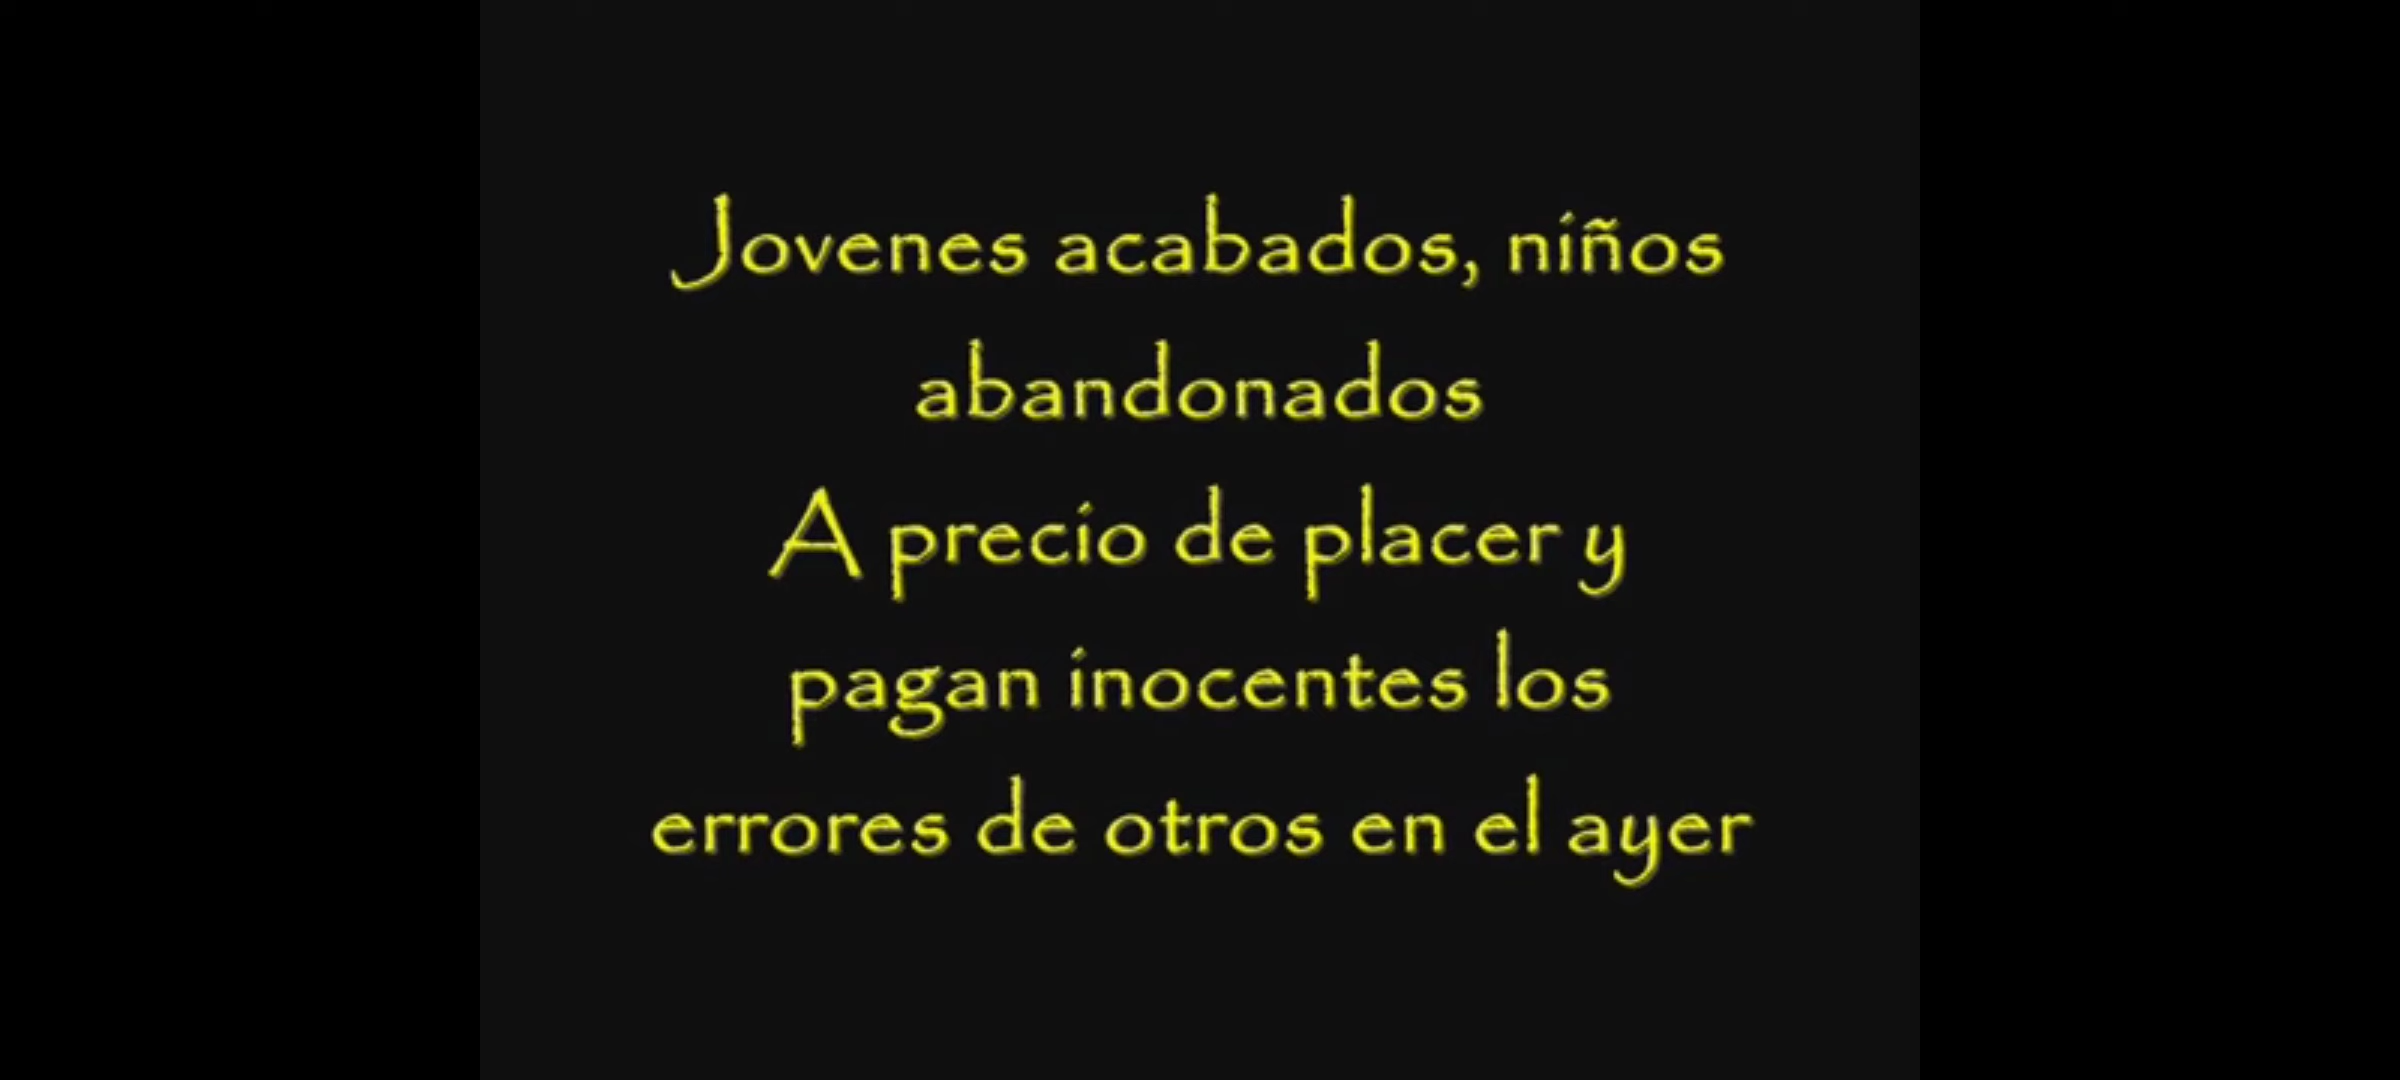 Jovenes acabados, niños
abandonados
A precio de placer y
pagan inocentes los
errores de otros en el ayer